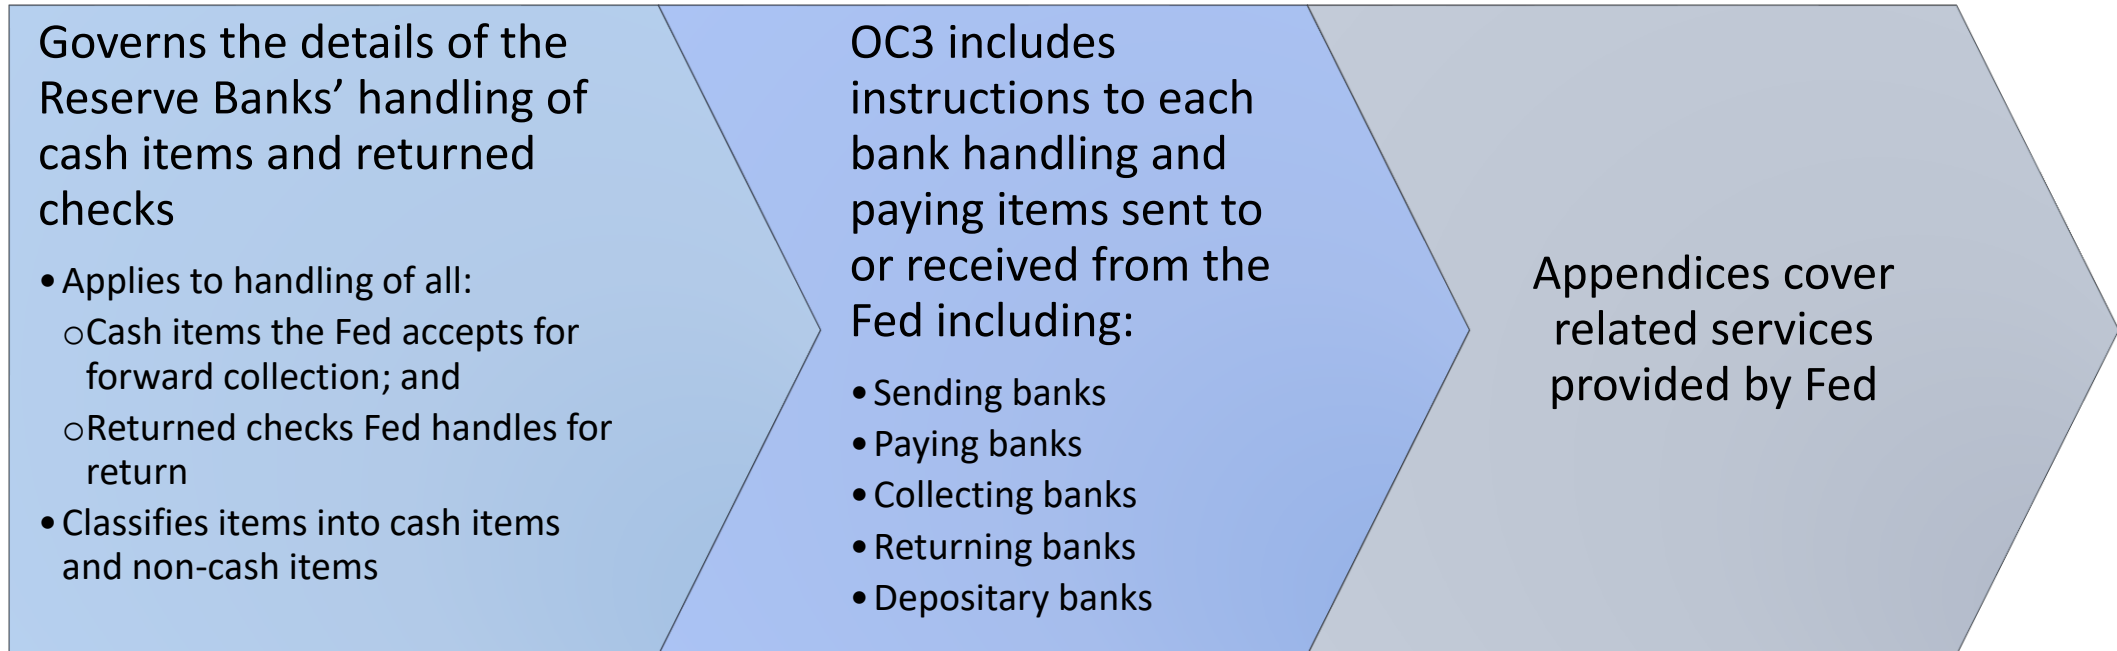 Governs the details of the
Reserve Banks’ handling of
cash items and returned
checks
•Applies to handling of all:
oCash items the Fed accepts for
forward collection; and
oReturned checks Fed handles for
return
•Classifies items into cash items
and non-cash items
OC3 includes
instructions to each
bank handling and
paying items sent to
or received from the
Fed including:
•Sending banks
•Paying banks
•Collecting banks
•Returning banks
•Depositary banks
Appendices cover
related services
provided by Fed